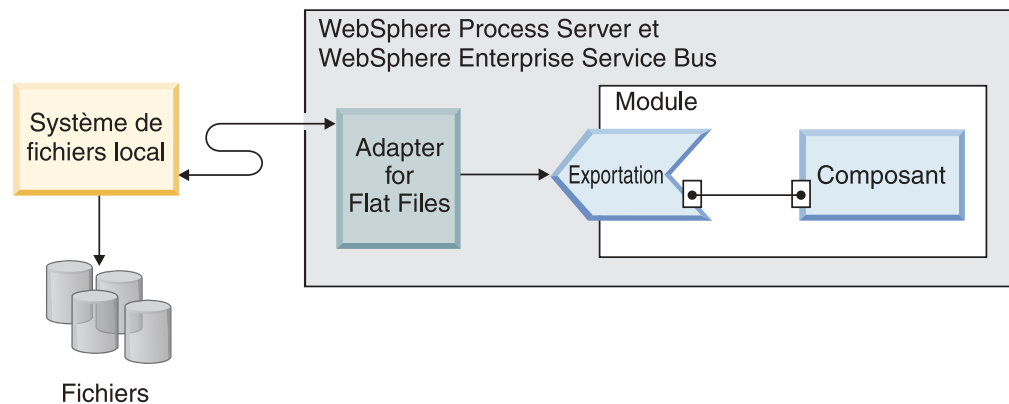 WebSphere Process Server et
WebSphere Enterprise Service Bus
Module
Système de
fichiers local
Adapter
for
Flat Files
Exportation
Composant
Fichiers